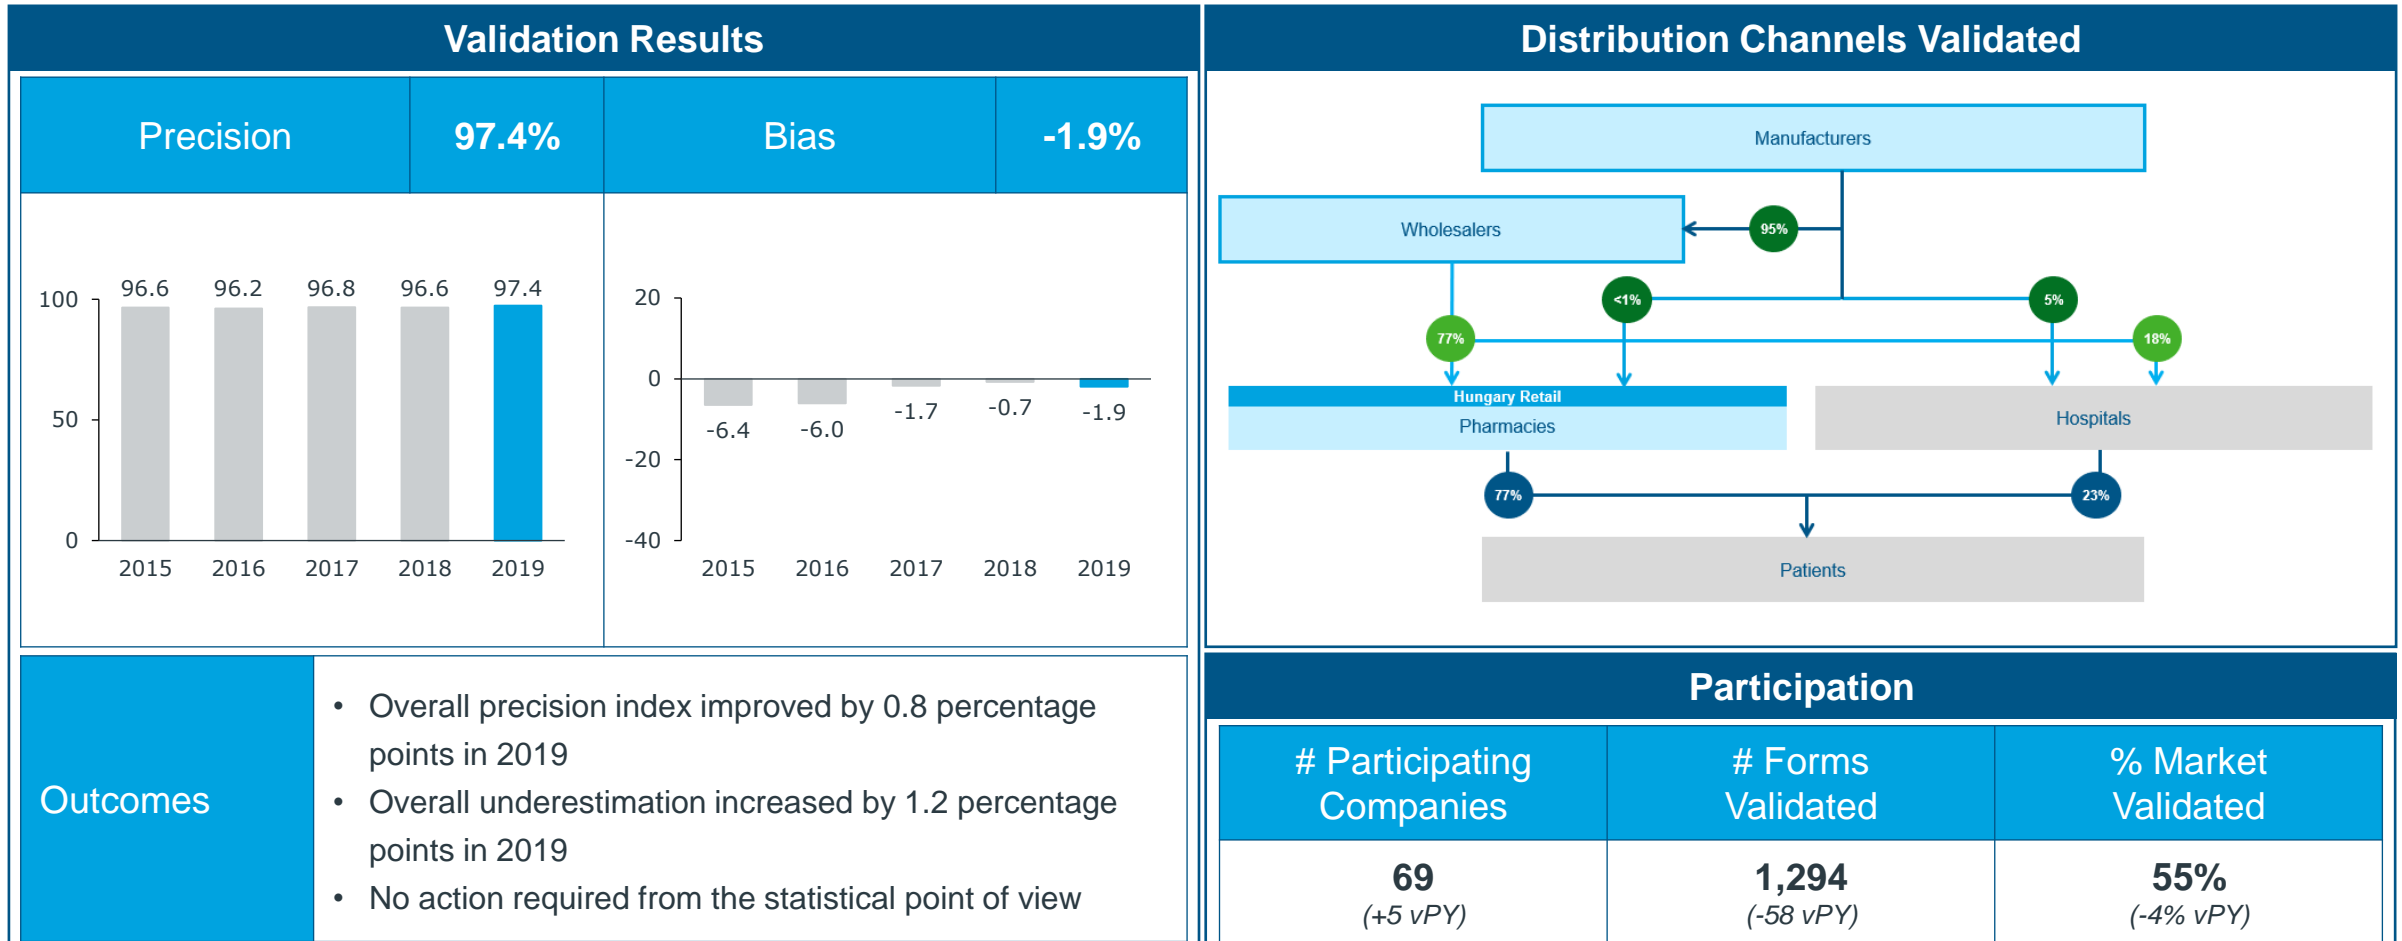 Validation Results
Precision
97.4%
Bias
-1.9%
96.6 96.2 96.8 96.6 97.4
100
50
0
2015 2016 2017 2018 2019
20
0
-20
-40
-6.4 -6.0 -1.7 -0.7 -1.9
2015 2016 2017 2018 2019
Outcomes
• Overall precision index improved by 0.8 percentage
points in 2019
• Overall underestimation increased by 1.2 percentage
points in 2019
• No action required from the statistical point of view
Distribution Channels Validated
Manufacturers
Wholesalers
95%
<1%
5%
77%
18%
Hungary Retail
Pharmacies
Hospitals
77%
23%
Patients
Participation
# Participating
Companies
# Forms
Validated
% Market
Validated
69
(+5 vPY)
1,294
(-58 vPY)
55%
(-4% vPY)